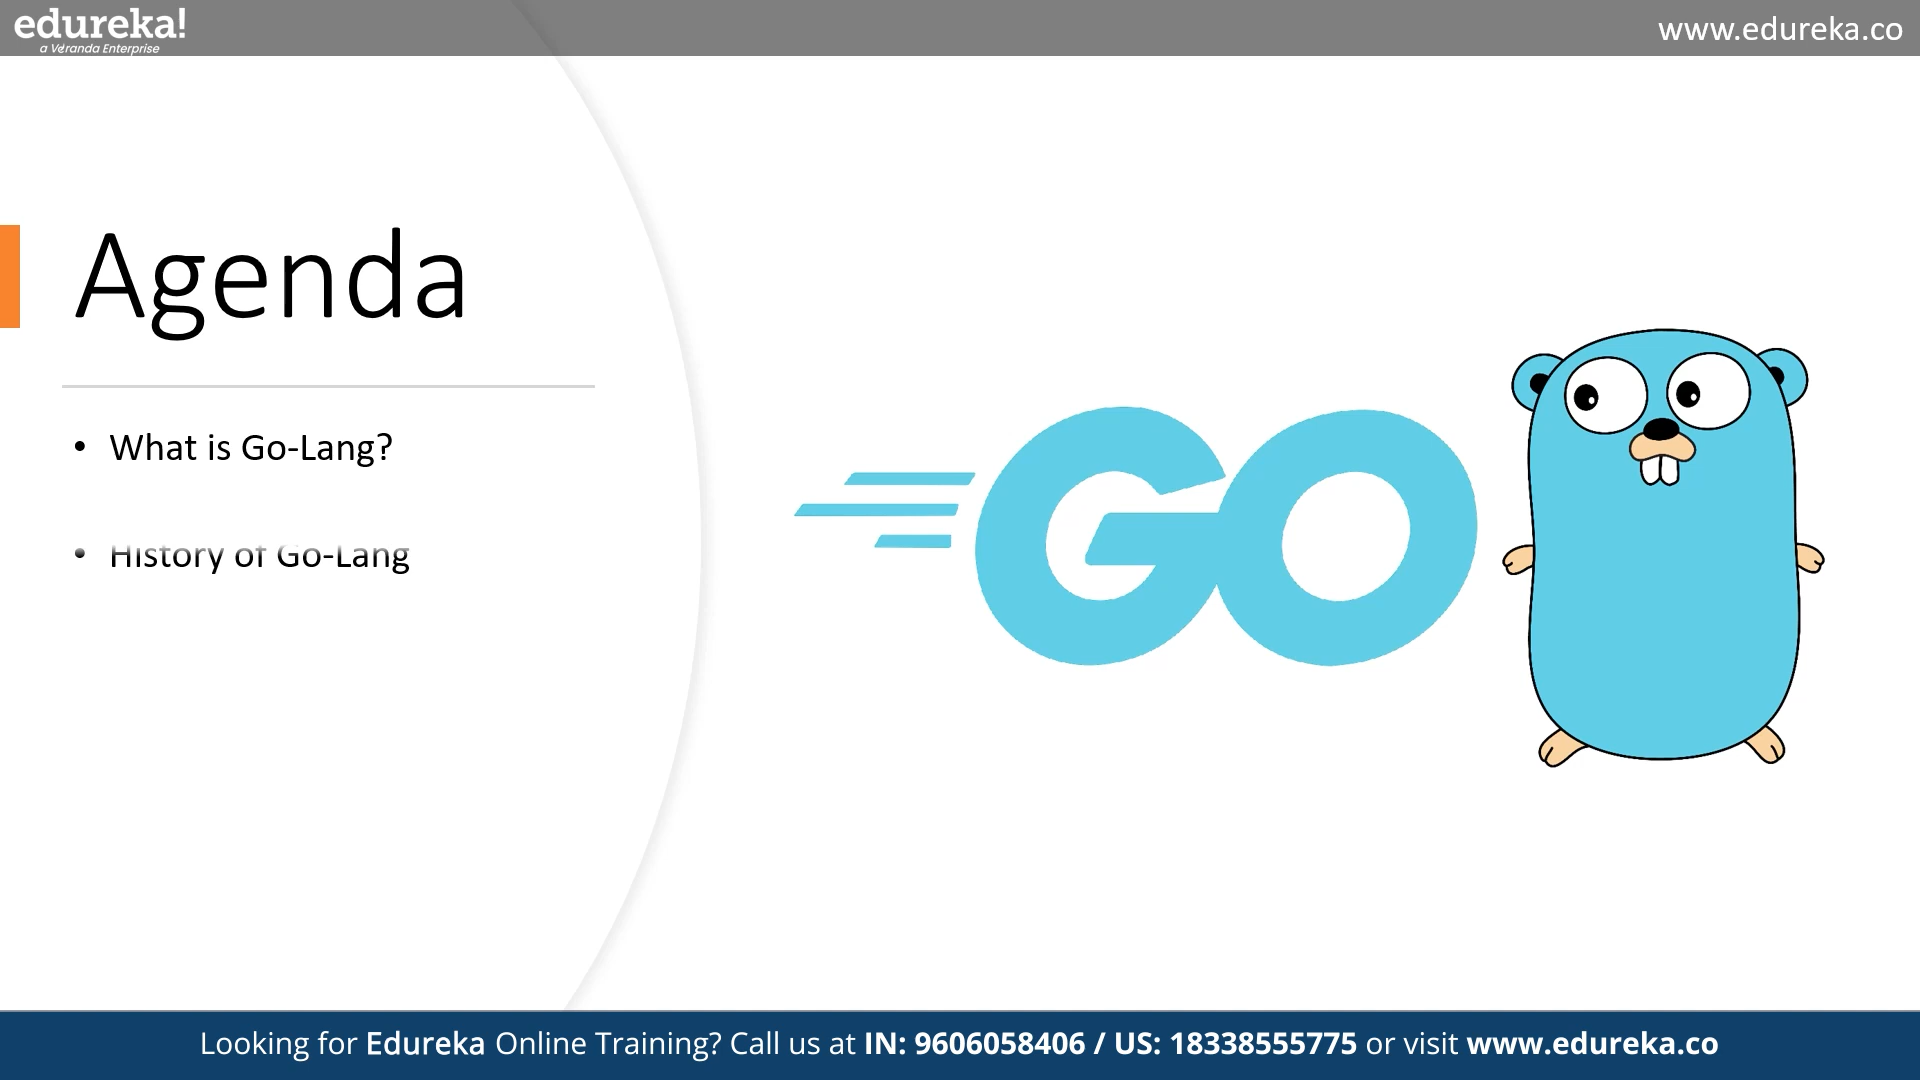 edureka!
a Veranda Enterprise
www.edureka.co
Agenda
• What is Go-Lang?
• History of Go-Lang
GO
Looking for Edureka Online Training? Call us at IN: 9606058406 / US: 18338555775 or visit www.edureka.co